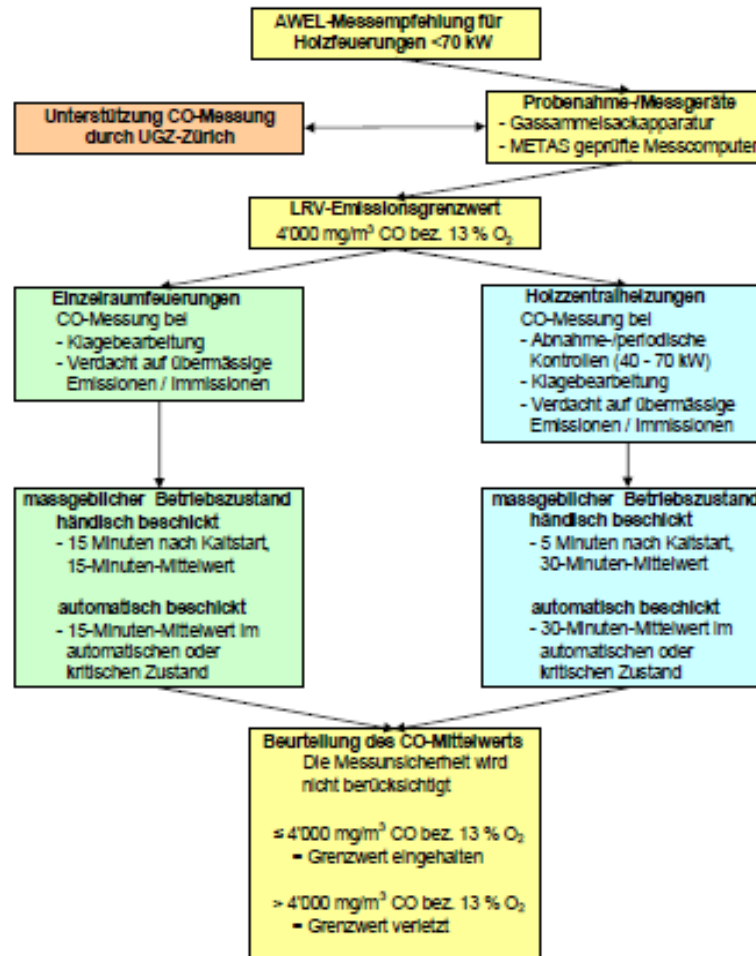 AWEL-Messempfehlung für
Holzfeuerungen <70 kW
Unterstützung CO-Messung
durch UGZ-Zürich
Probenahme-/Messgeräte
- Gassammelsackapparatur
- METAS geprüfte Messcomputer
LRV-Emissionsgrenzwert
4'000 mg/m³ CO bez. 13 % O₂
Einzelraumfeuerungen
CO-Messung bei
- Klagebearbeitung
- Verdacht auf übermässige
Emissionen / Immissionen
Holzzentralheizungen
CO-Messung bei
- Abnahme-/periodische
Kontrollen (40 - 70 kW)
- Klagebearbeitung
- Verdacht auf übermässige
Emissionen / Immissionen
massgeblicher Betriebszustand
händisch beschickt
- 15 Minuten nach Kaltstart,
15-Minuten-Mittelwert
automatisch beschickt
- 15-Minuten-Mittelwert im
automatischen oder
kritischen Zustand
massgeblicher Betriebszustand
händisch beschickt
- 5 Minuten nach Kaltstart,
30-Minuten-Mittelwert
automatisch beschickt
- 30-Minuten-Mittelwert im
automatischen oder
kritischen Zustand
Beurteilung des CO-Mittelwerts
Die Messunsicherheit wird
nicht berücksichtigt
≤ 4'000 mg/m³ CO bez. 13 % O₂
= Grenzwert eingehalten
> 4'000 mg/m³ CO bez. 13 % O₂
= Grenzwert verletzt